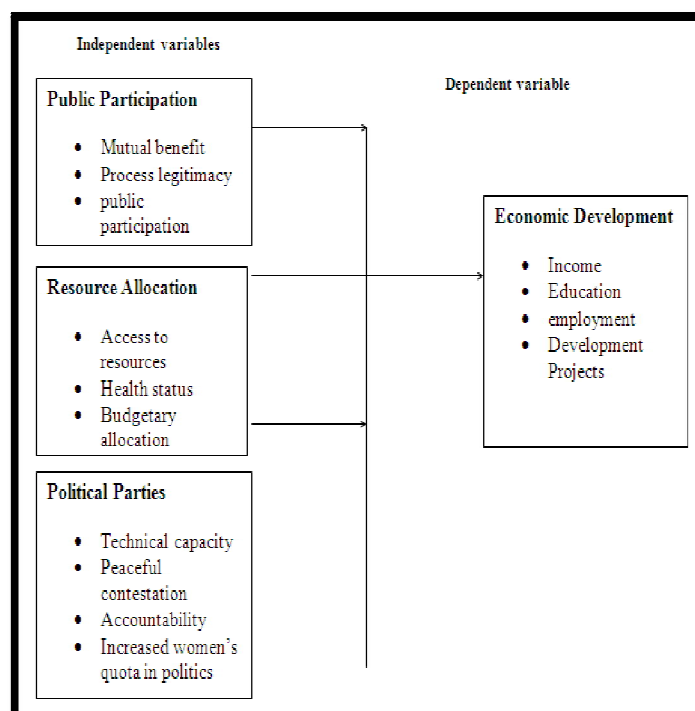 Independent variables
Dependent variable
Public Participation
• Mutual benefit
• Process legitimacy
• public
participation
Resource Allocation
• Access to
resources
• Health status
• Budgetary
allocation
Political Parties
• Technical capacity
• Peaceful
contestation
• Accountability
• Increased women's
quota in politics
Economic Development
• Income
• Education
• employment
• Development
Projects